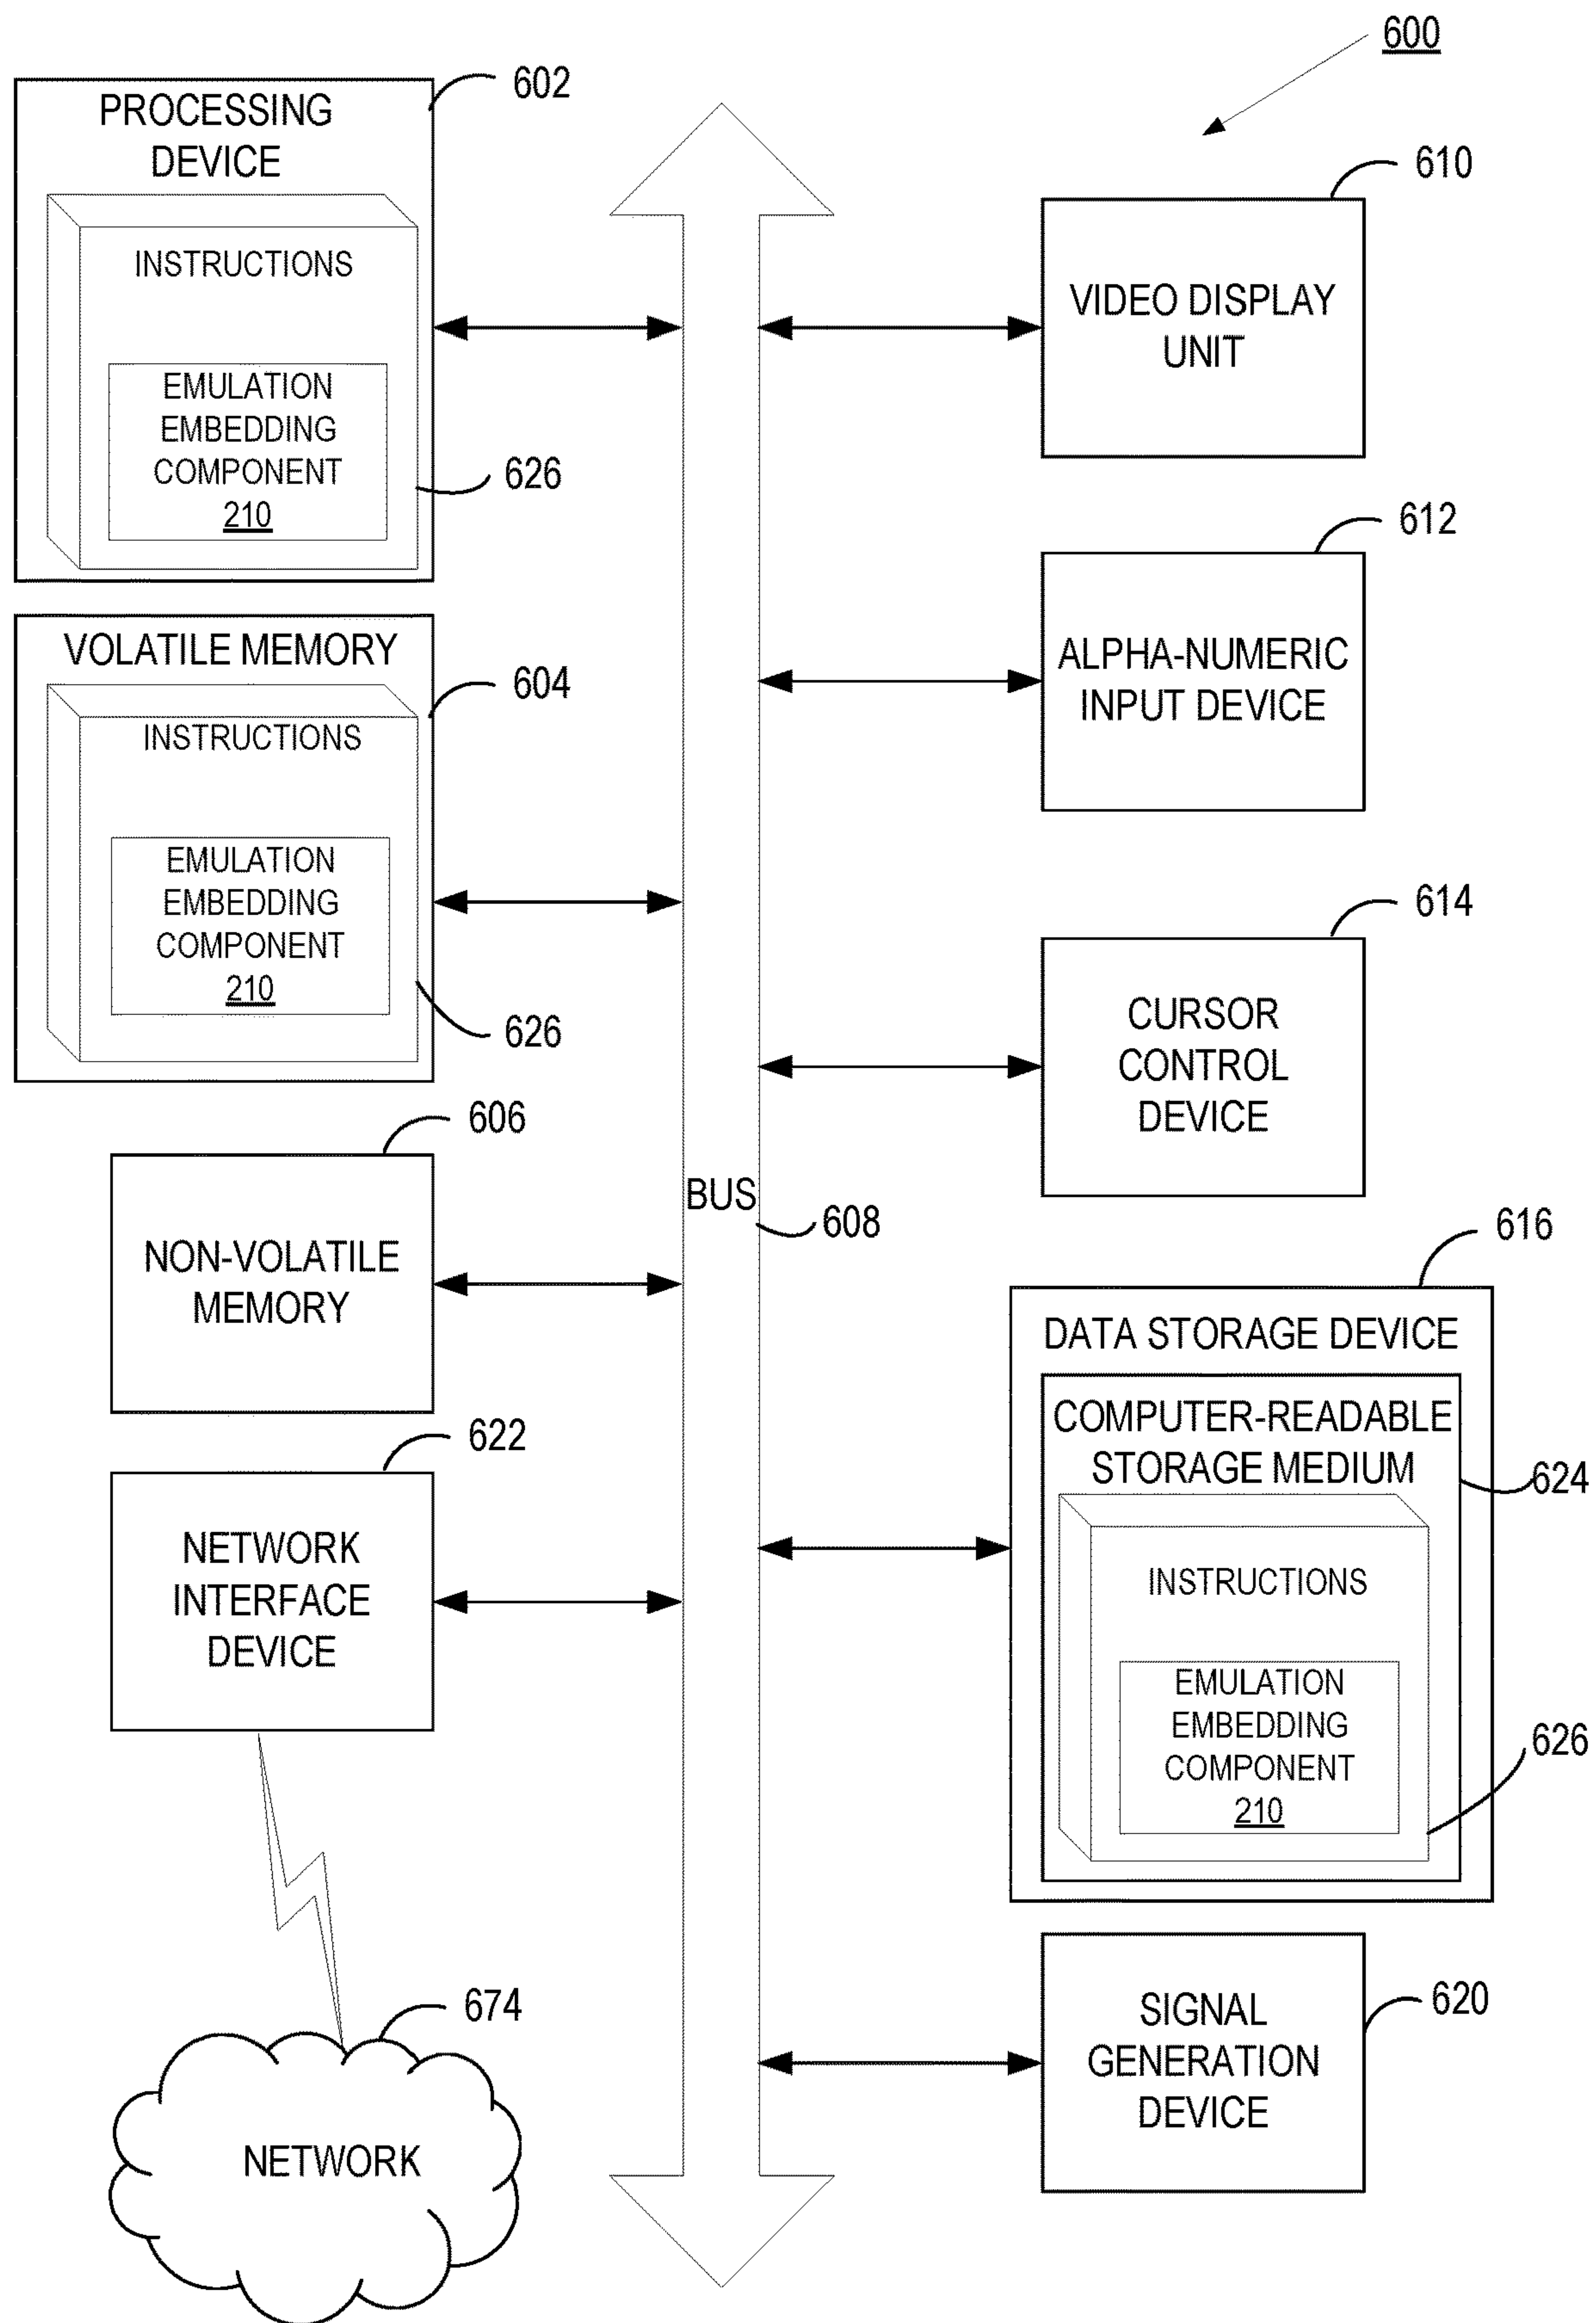 600
602
PROCESSING
DEVICE
INSTRUCTIONS
EMULATION
EMBEDDING
COMPONENT
210
626
VOLATILE MEMORY
604
INSTRUCTIONS
EMULATION
EMBEDDING
COMPONENT
210
626
606
NON-VOLATILE
MEMORY
622
NETWORK
INTERFACE
DEVICE
674
NETWORK
BUS
608
610
VIDEO DISPLAY
UNIT
612
ALPHA-NUMERIC
INPUT DEVICE
614
CURSOR
CONTROL
DEVICE
616
DATA STORAGE DEVICE
COMPUTER-READABLE
STORAGE MEDIUM
624
INSTRUCTIONS
EMULATION
EMBEDDING
COMPONENT
210
626
SIGNAL
GENERATION
DEVICE
620